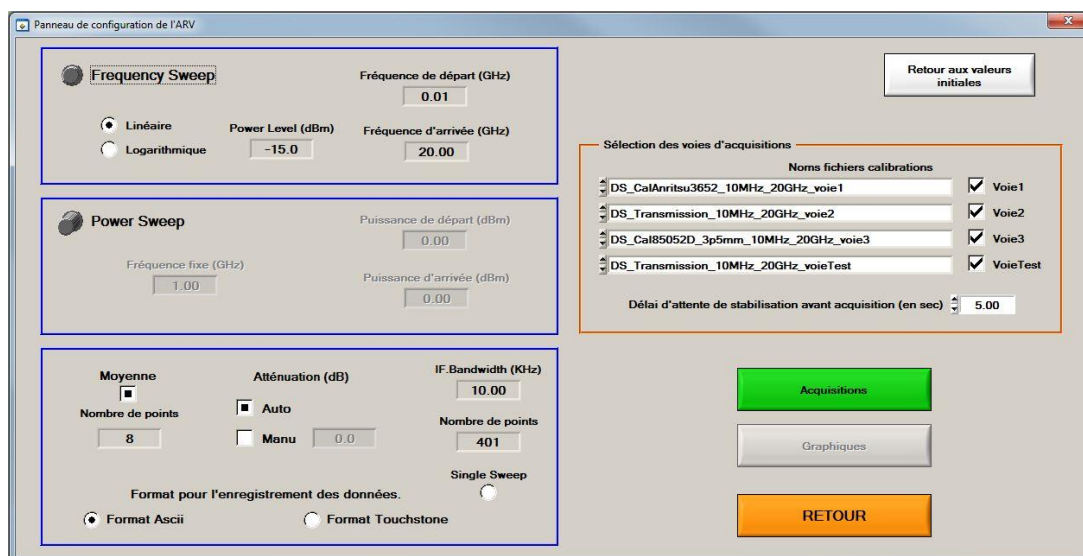 Panneau de configuration de l'ARV
Frequency Sweep
Fréquence de départ (GHz)
0.01
Linéaire
Logarithmique
Power Level (dBm)
-15.0
Fréquence d'arrivée (GHz)
20.00
Power Sweep
Puissance de départ (dBm)
0.00
Fréquence fixe (GHz)
1.00
Puissance d'arrivée (dBm)
0.00
Moyenne
Nombre de points
8
Atténuation (dB)
Auto
Manu
0.0
IF.Bandwidth (KHz)
10.00
Nombre de points
401
Single Sweep
Format pour l'enregistrement des données.
Format Ascii
Format Touchstone
Retour aux valeurs
initiales
Sélection des voies d'acquisitions
Noms fichiers calibrations
DS_CalAnritsu3652_10MHz_20GHz_voie1
Voie1
DS_Transmission_10MHz_20GHz_voie2
Voie2
DS_Cal85052D_3p5mm_10MHz_20GHz_voie3
Voie3
DS_Transmission_10MHz_20GHz_voieTest
VoieTest
Délai d'attente de stabilisation avant acquisition (en sec)
5.00
Acquisitions
Graphiques
RETOUR